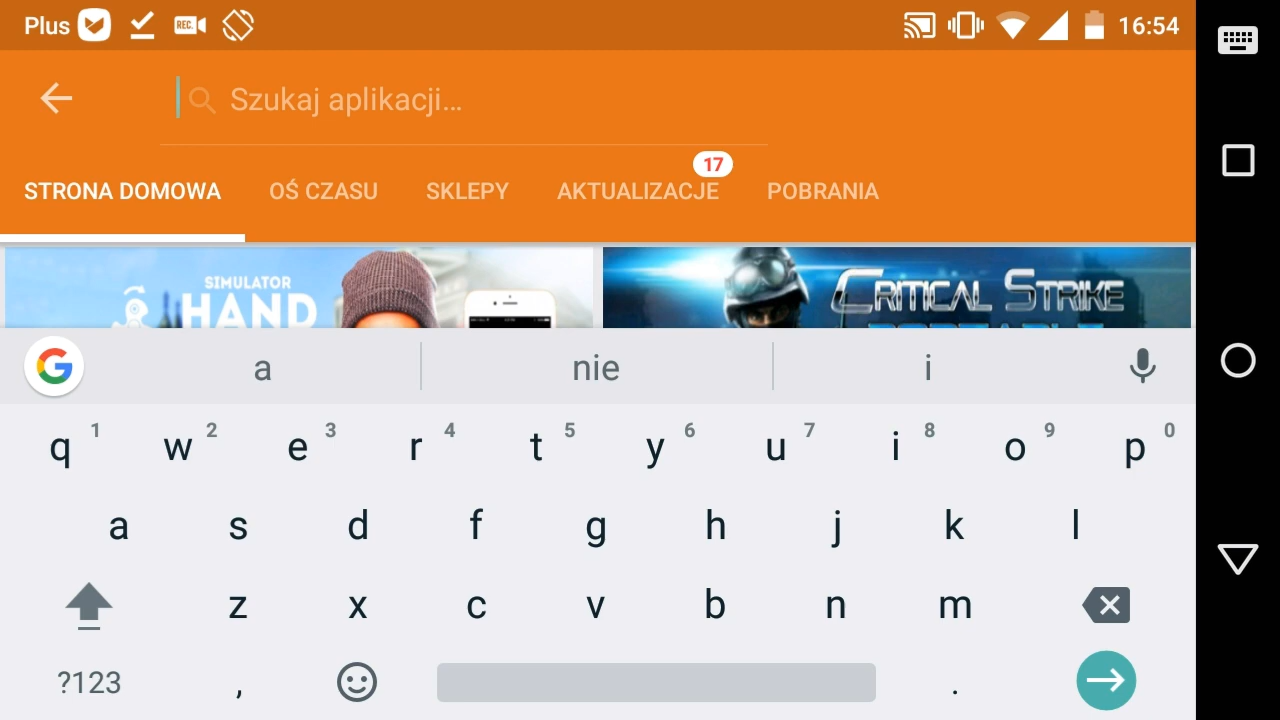 Plus REC. 16:54
Szukaj aplikacji...
17
STRONA DOMOWA OŚ CZASU SKLEPY AKTUALIZACJE POBRANIA
SIMULATOR
HAND
CRITICAL STRIKE
a nie i
q 1 w 2 e 3 r 4 t 5 y 6 u 7 i 8 o 9 p 0
a s d f g h j k l
z x c v b n m
?123 , .